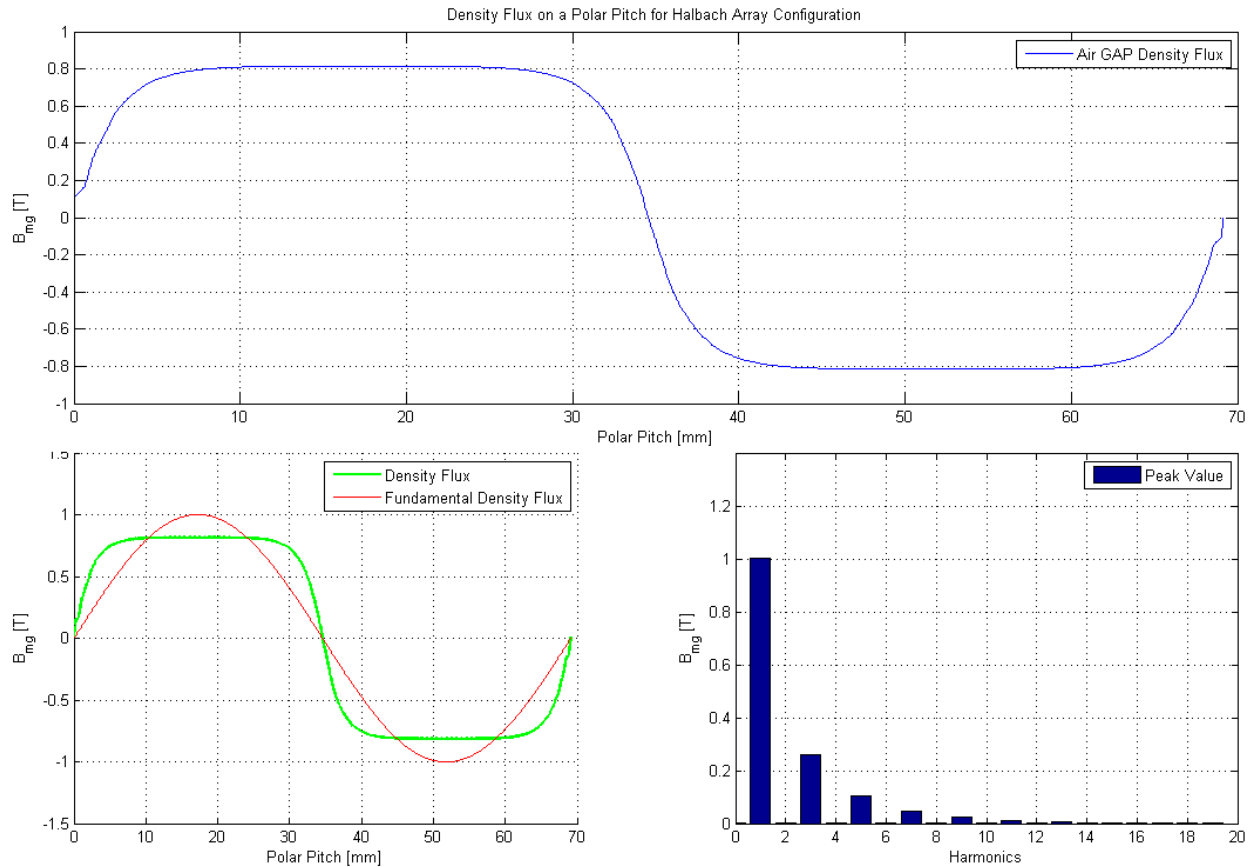 Density Flux on a Polar Pitch for Halbach Array Configuration
1
0.8
0.6
0.4
0.2
0
-0.2
-0.4
-0.6
-0.8
-1
B_mg [T]
Air GAP Density Flux
0 10 20 30 40 50 60 70
Polar Pitch [mm]
1.5
1
0.5
0
-0.5
-1
-1.5
B_mg [T]
Density Flux
Fundamental Density Flux
0 10 20 30 40 50 60 70
Polar Pitch [mm]
1.2
1
0.8
0.6
0.4
0.2
0
B_mg [T]
Peak Value
0 2 4 6 8 10 12 14 16 18 20
Harmonics